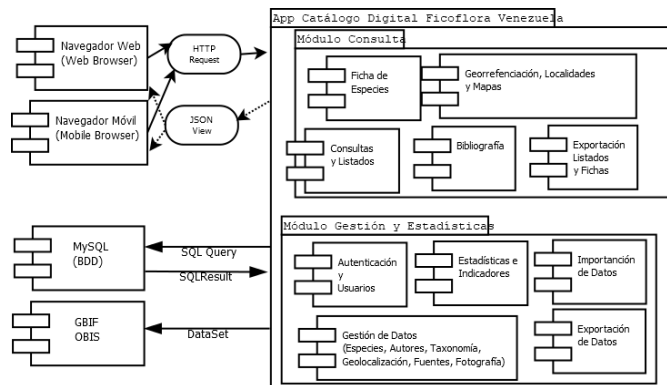 App Catálogo Digital Ficoflora Venezuela
Navegador Web
(Web Browser)
HTTP
Request
Navegador Móvil
(Mobile Browser)
JSON
View
Módulo Consulta
Ficha de
Especies
Georrefenciación, Localidades
y Mapas
Consultas
y Listados
Bibliografía
Exportación
Listados
y Fichas
MySQL
(BDD)
SQL Query
SQLResult
GBIF
OBIS
DataSet
Módulo Gestión y Estadísticas
Autenticación
y
Usuarios
Estadísticas e
Indicadores
Importanción
de Datos
Gestión de Datos
(Especies, Autores, Taxonomía,
Geolocalización, Fuentes, Fotografía)
Exportación
de Datos